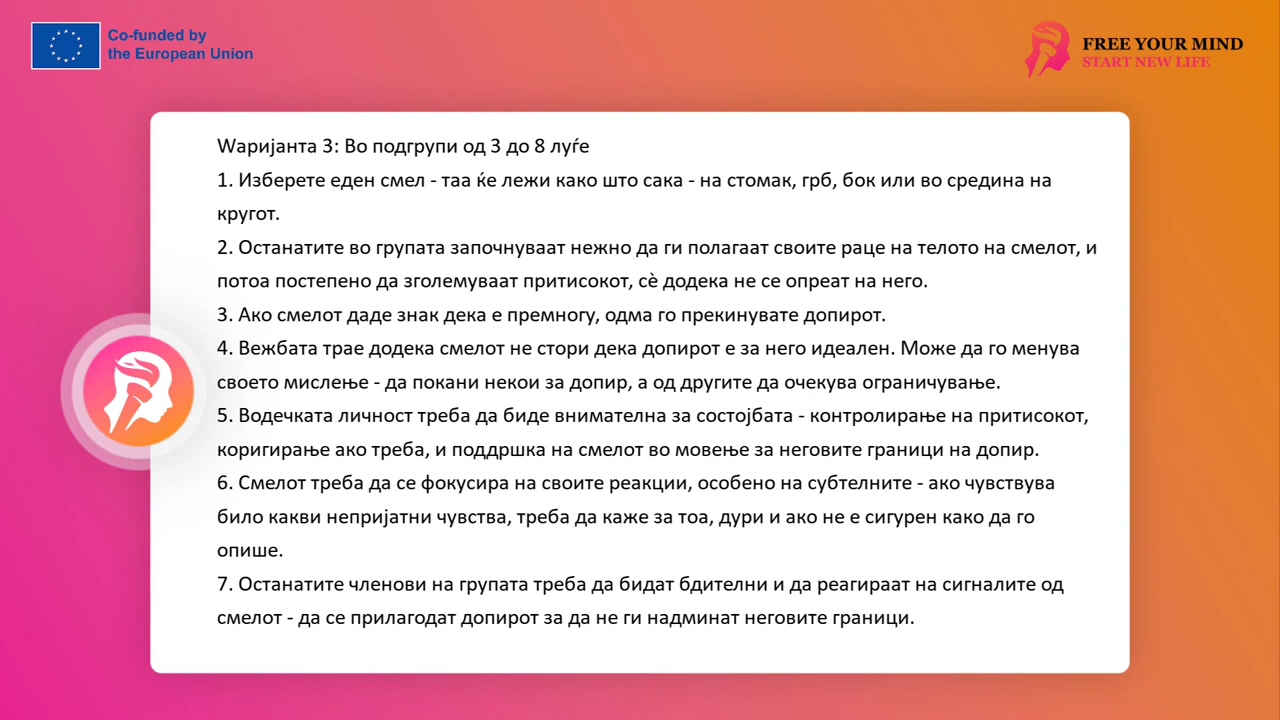 Co-funded by
the European Union
FREE YOUR MIND
START NEW LIFE
Wаријанта 3: Во подгрупи од 3 до 8 луѓе
1. Изберете еден смел - таа ќе лежи како што сака - на стомак, грб, бок или во средина на
кругот.
2. Останатите во групата започнуваат нежно да ги полагаат своите раце на телото на смелот, и
потоа постепено да зголемуваат притисокот, сѐ додека не се опреат на него.
3. Ако смелот даде знак дека е премногу, одма го прекинувате допирот.
4. Вежбата трае додека смелот не стори дека допирот е за него идеален. Може да го менува
своето мислење - да покани некои за допир, а од другите да очекува ограничување.
5. Водечката личност треба да биде внимателна за состојбата - контролирање на притисокот,
коригирање ако треба, и поддршка на смелот во мовење за неговите граници на допир.
6. Смелот треба да се фокусира на своите реакции, особено на субтелните - ако чувствува
било какви непријатни чувства, треба да каже за тоа, дури и ако не е сигурен како да го
опише.
7. Останатите членови на групата треба да бидат бдителни и да реагираат на сигналите од
смелот - да се прилагодат допирот за да не ги надминат неговите граници.